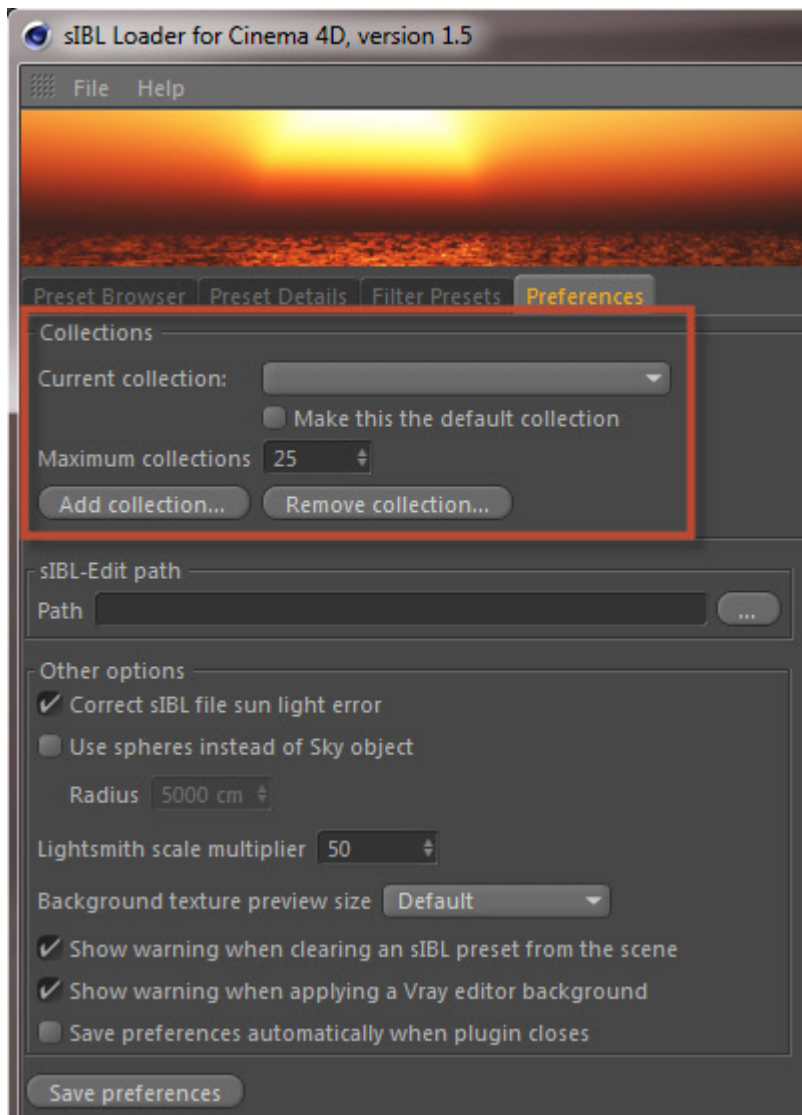 sIBL Loader for Cinema 4D, version 1.5
File Help
Preset Browser Preset Details Filter Presets Preferences
Collections
Current collection:
Make this the default collection
Maximum collections 25
Add collection... Remove collection...
sIBL-Edit path
Path ...
Other options
Correct sIBL file sun light error
Use spheres instead of Sky object
Radius 5000 cm
Lightsmith scale multiplier 50
Background texture preview size Default
Show warning when clearing an sIBL preset from the scene
Show warning when applying a Vray editor background
Save preferences automatically when plugin closes
Save preferences